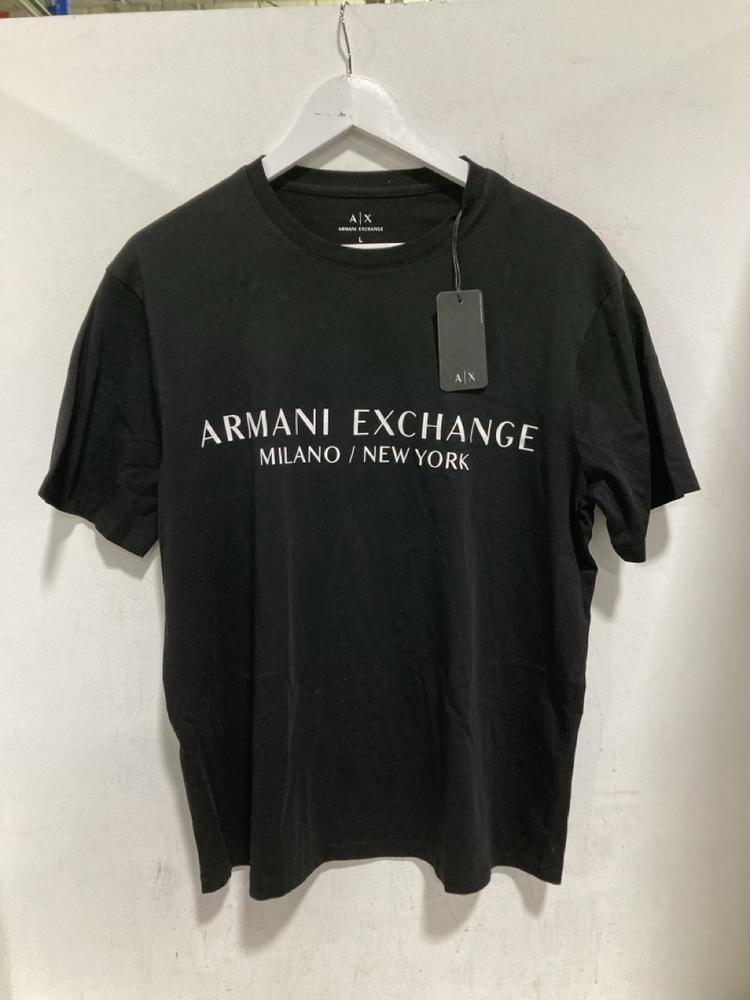 A|X
ARMANI EXCHANGE
L
A|X
ARMANI EXCHANGE
MILANO / NEW YORK